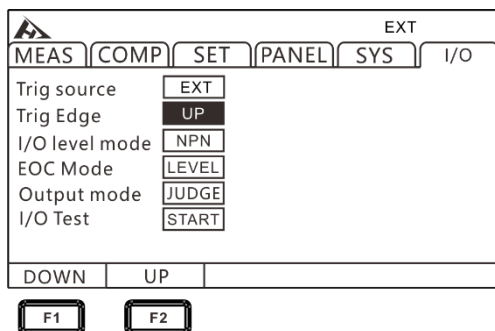 EXT
MEAS COMP SET PANEL SYS I/O
Trig source EXT
Trig Edge UP
I/O level mode NPN
EOC Mode LEVEL
Output mode JUDGE
I/O Test START
DOWN UP
F1 F2